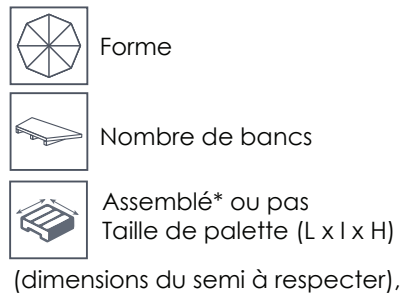 Forme
Nombre de bancs
Assemblé* ou pas
Taille de palette (L x l x H)
(dimensions du semi à respecter),